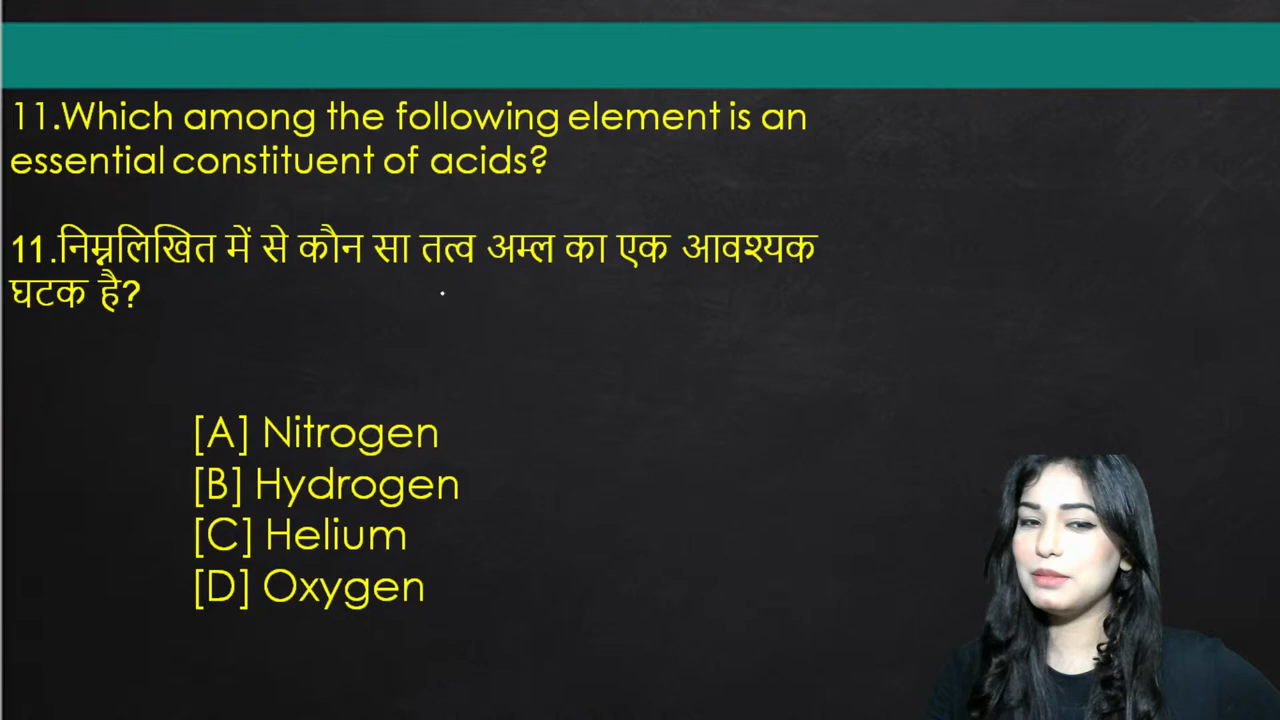 11.Which among the following element is an
essential constituent of acids?
11.निम्नलिखित में से कौन सा तत्व अम्ल का एक आवश्यक
घटक है?
[A] Nitrogen
[B] Hydrogen
[C] Helium
[D] Oxygen